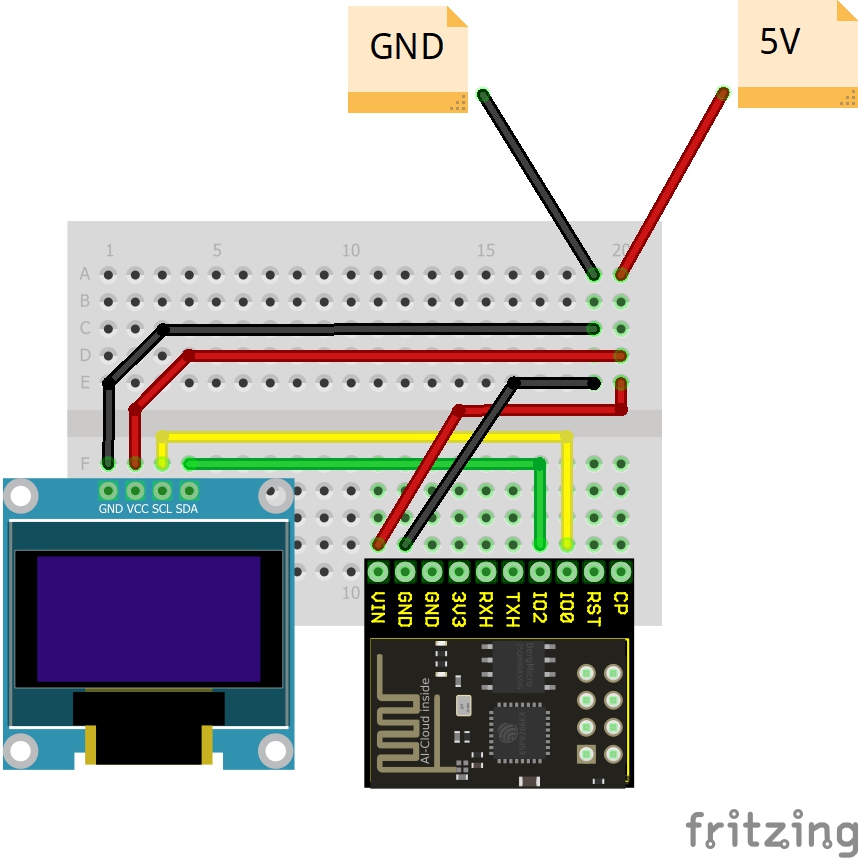 GND
5V
1 5 10 15 20
A
B
C
D
E
F
GND VCC SCL SDA
10
VIN GND GND 3V3 RXH TXH IO2 IO0 RST CP
AI-Cloud inside
fritzing